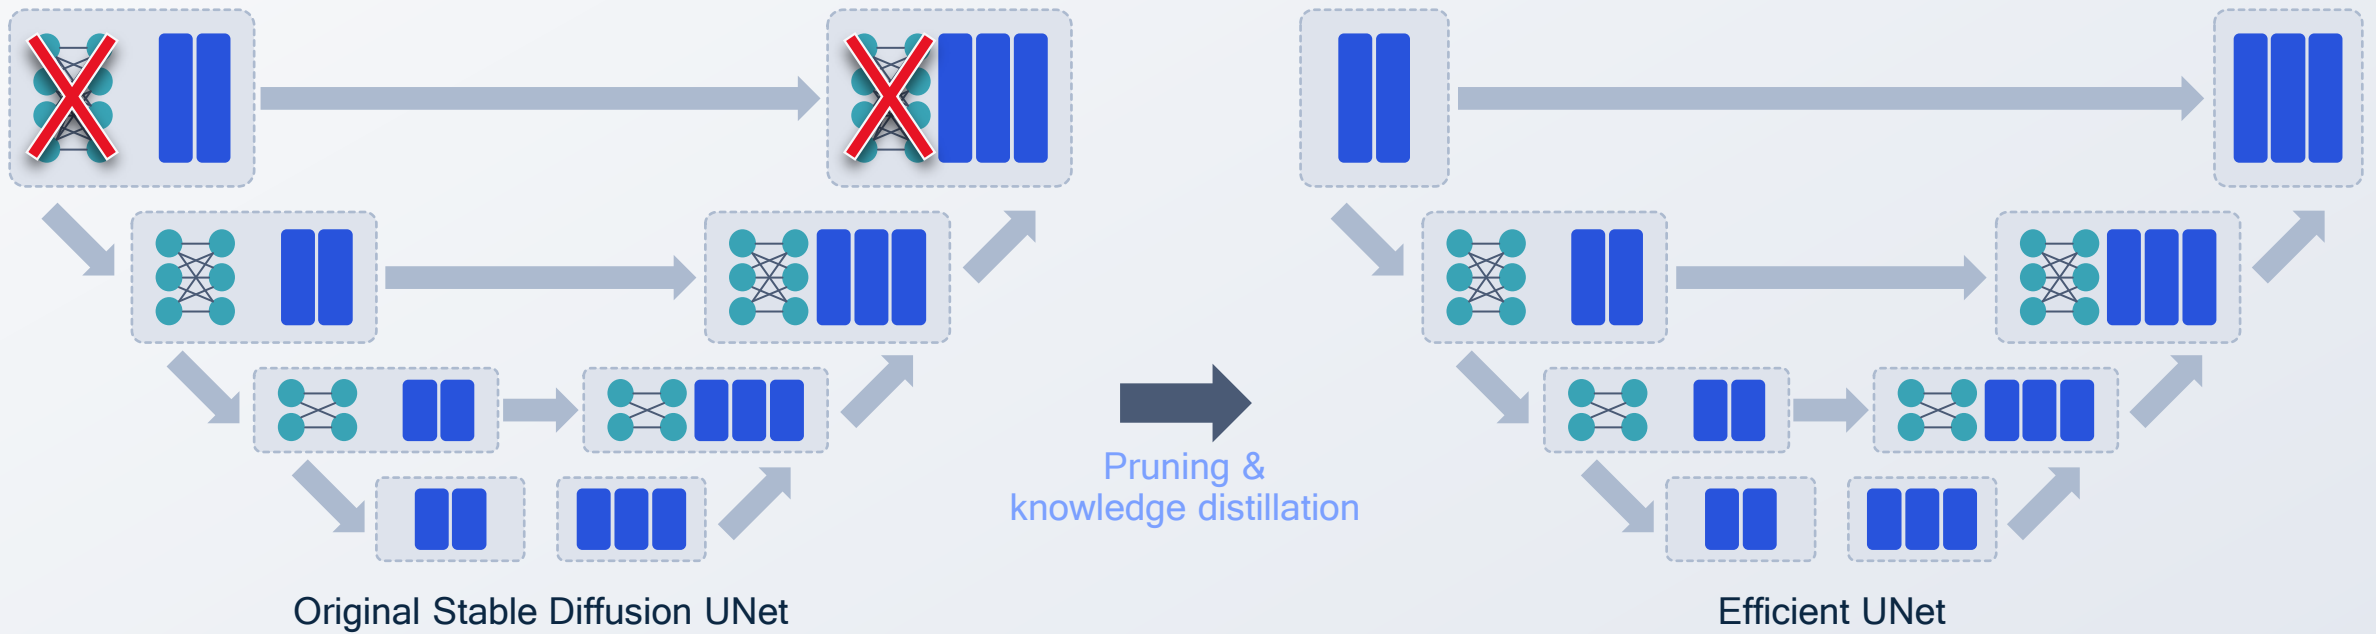 Pruning &
knowledge distillation
Original Stable Diffusion UNet
Efficient UNet